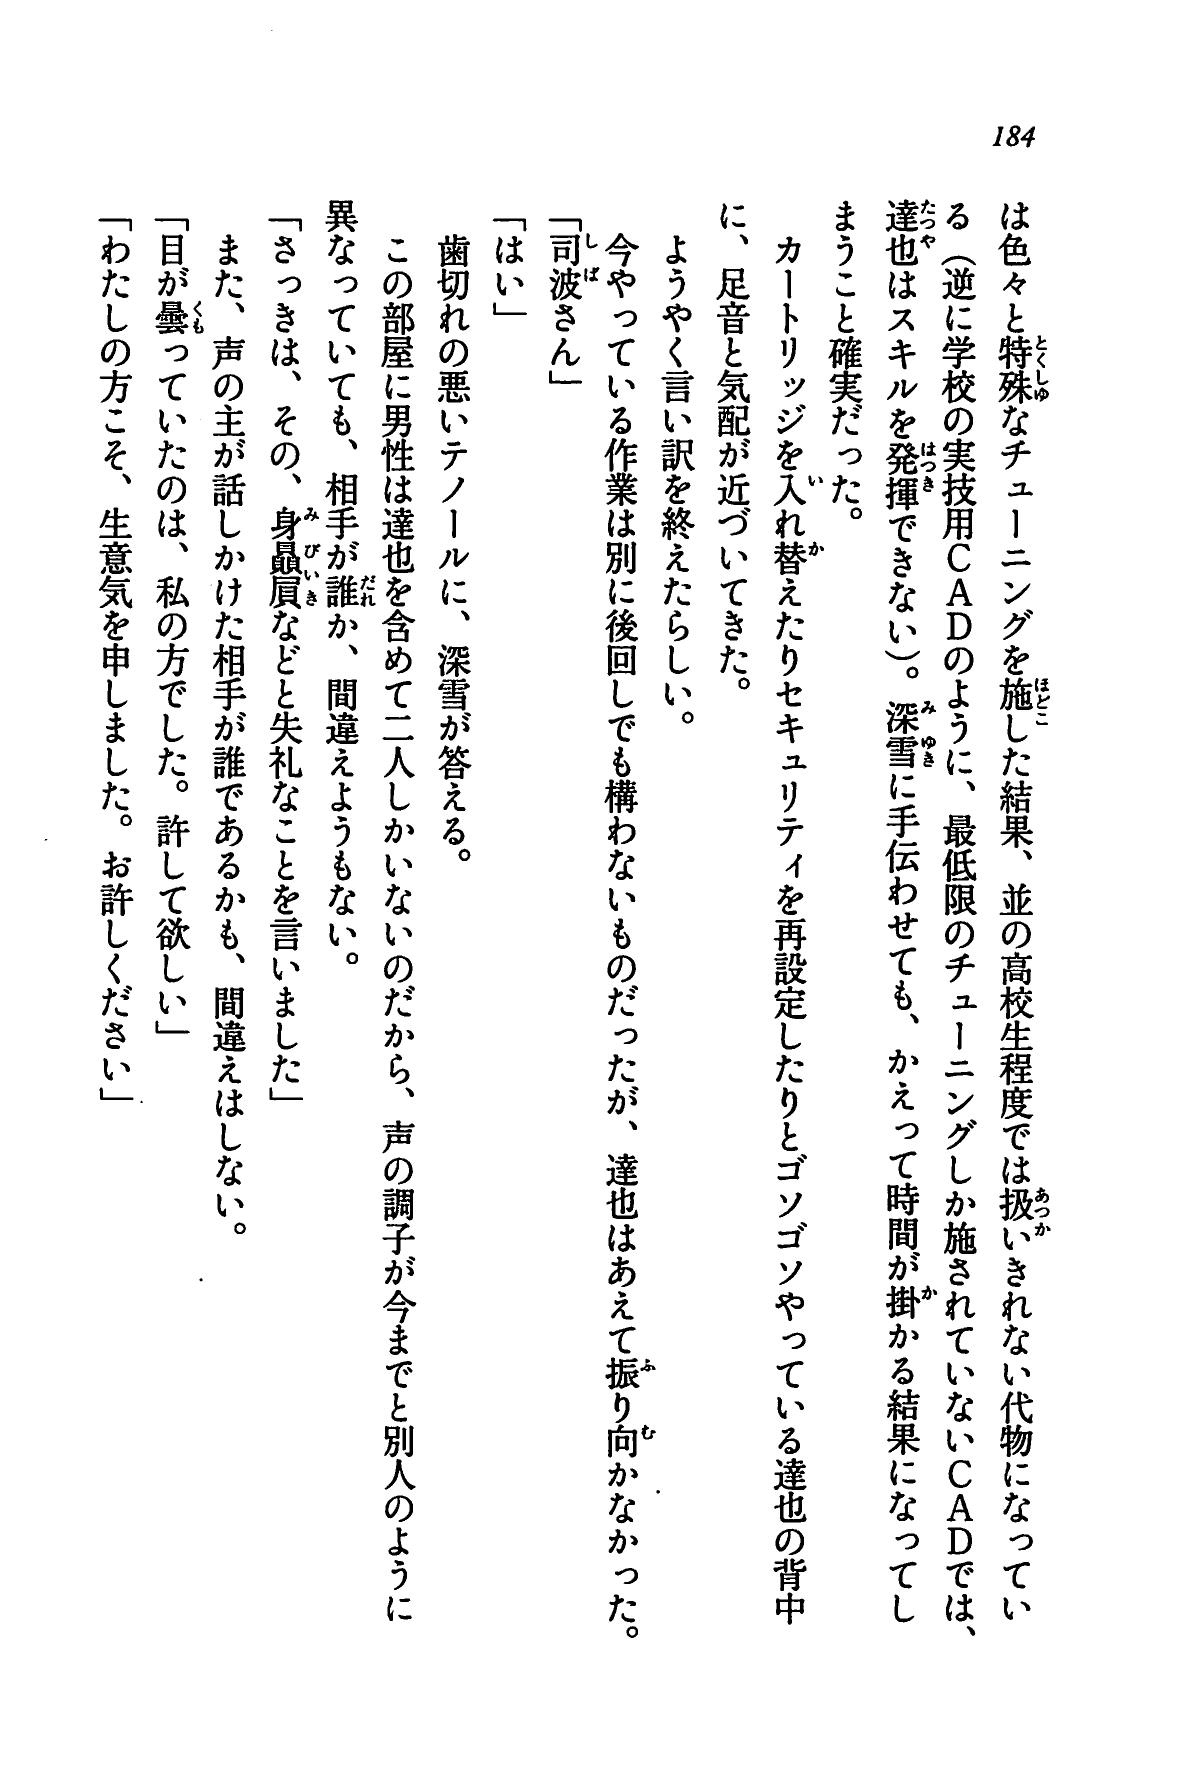 184
は色々と特殊なチューニングを施した結果、並の高校生程度では扱いきれない代物になってい
る（逆に学校の実技用ＣＡＤのように、最低限のチューニングしか施されていないＣＡＤでは、
達也はスキルを発揮できない）。深雪に手伝わせても、かえって時間が掛かる結果になってし
まうこと確実だった。
カートリッジを入れ替えたりセキュリティを再設定したりとゴソゴソやっている達也の背中
に、足音と気配が近づいてきた。
ようやく言い訳を終えたらしい。
今やっている作業は別に後回しでも構わないものだったが、達也はあえて振り向かなかった。
「司波さん」
「はい」
歯切れの悪いテノールに、深雪が答える。
この部屋に男性は達也を含めて二人しかいないのだから、声の調子が今までと別人のように
異なっていても、相手が誰か、間違えようもない。
「さっきは、その、身贔屓などと失礼なことを言いました」
また、声の主が話しかけた相手が誰であるかも、間違えはしない。
「目が曇っていたのは、私の方でした。許して欲しい」
「わたしの方こそ、生意気を申しました。お許しください」